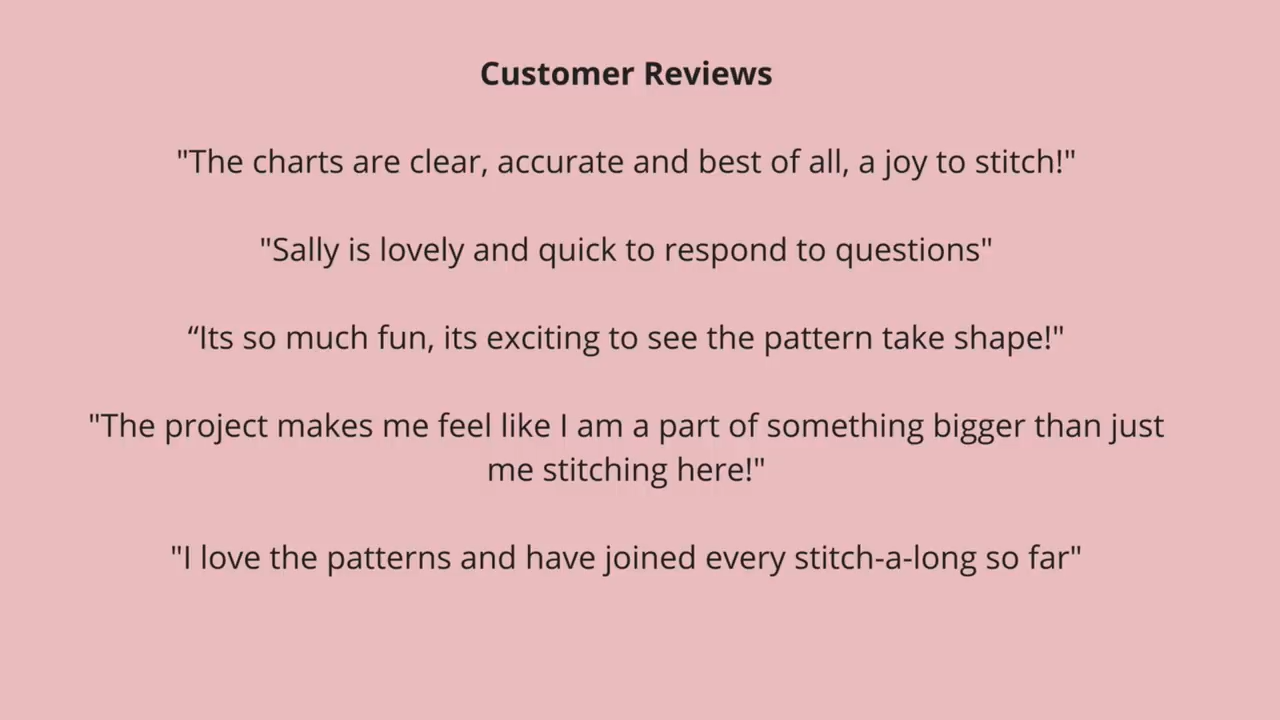 Customer Reviews
"The charts are clear, accurate and best of all, a joy to stitch!"
"Sally is lovely and quick to respond to questions"
“Its so much fun, its exciting to see the pattern take shape!"
"The project makes me feel like I am a part of something bigger than just
me stitching here!"
"I love the patterns and have joined every stitch-a-long so far"